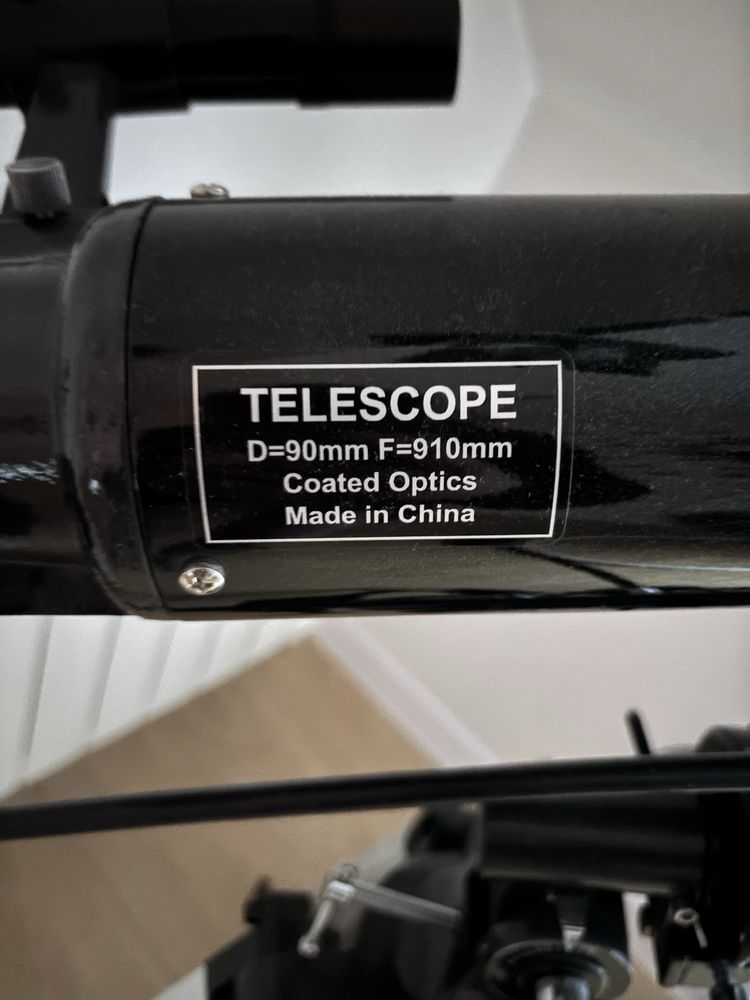 TELESCOPE
D=90mm F=910mm
Coated Optics
Made in China